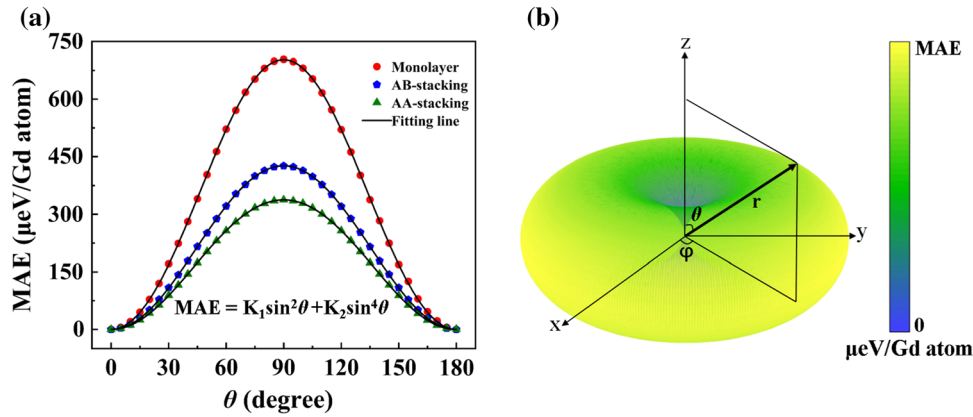 (a)
MAE (μeV/Gd atom)
750
600
450
300
150
0
Monolayer
AB-stacking
AA-stacking
Fitting line
MAE = K₁sin²θ+K₂sin⁴θ
0 30 60 90 120 150 180
θ (degree)
(b)
z
θ
r
y
φ
x
MAE
0
μeV/Gd atom